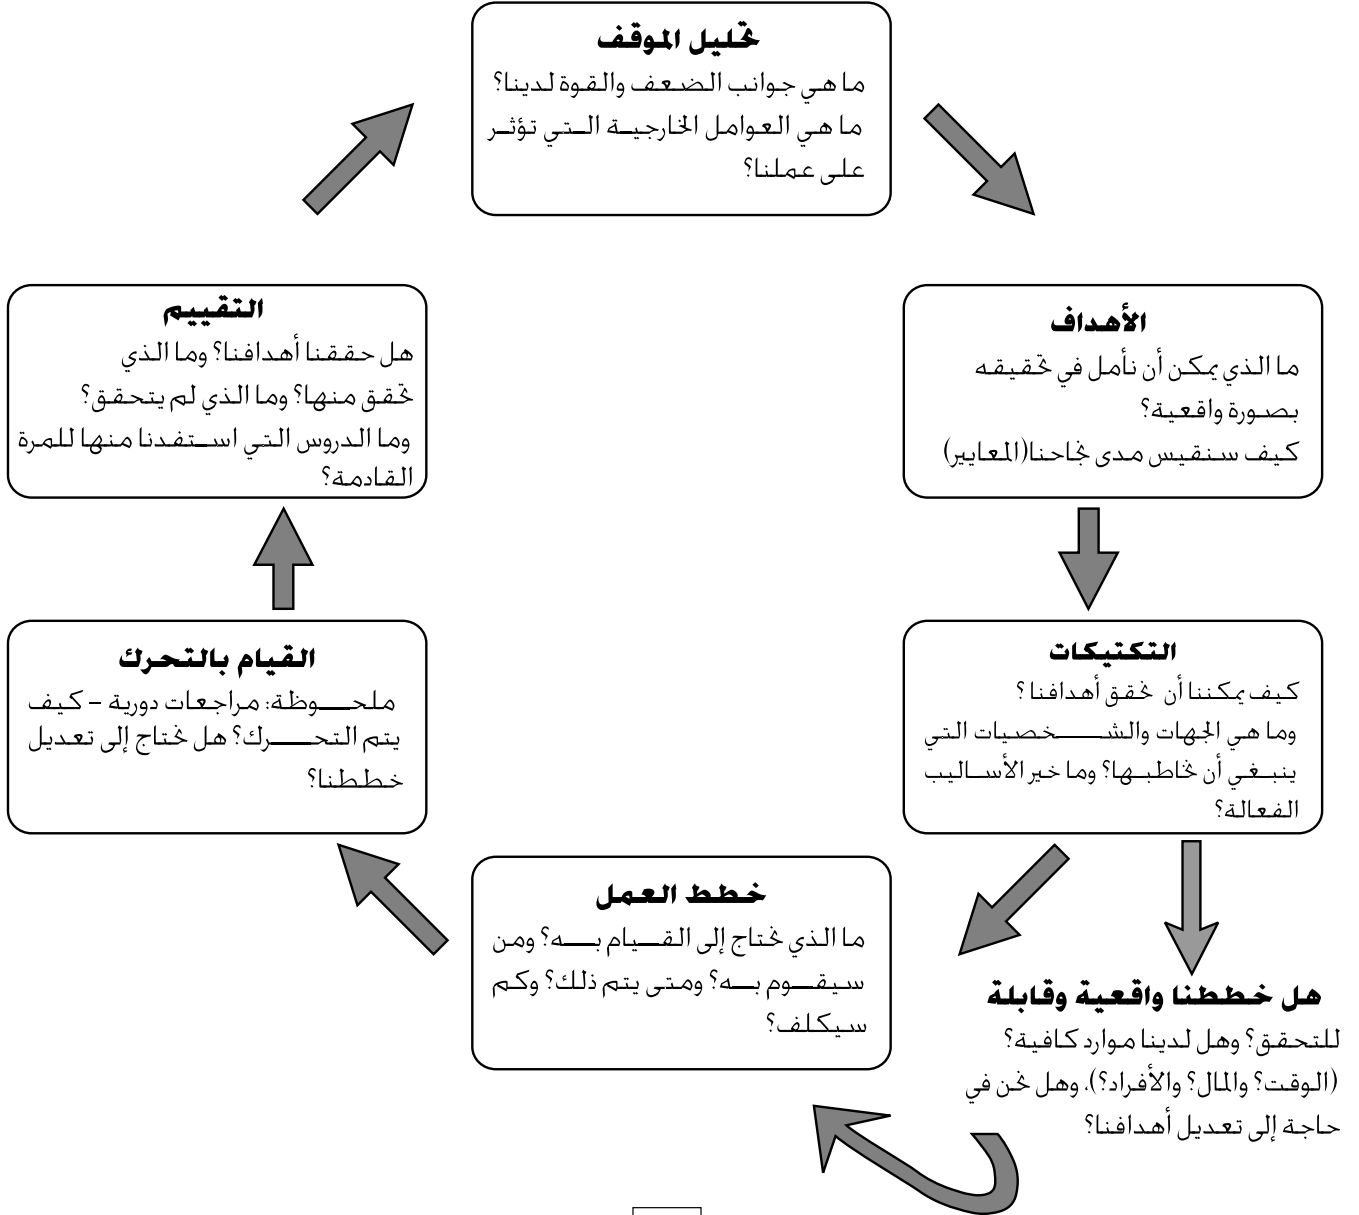 تحليل الموقف
ما هي جوانب الضعف والقوة لدينا؟
ما هي العوامل الخارجية التي تؤثر
على عملنا؟
الأهداف
ما الذي يمكن أن نأمل في تحقيقه
بصورة واقعية؟
كيف سنقيس مدى نجاحنا(المعايير)
التكتيكات
كيف يمكننا أن نحقق أهدافنا ؟
وما هي الجهات والشخصيات التي
ينبغي أن نخاطبها؟ وما خير الأساليب
الفعالة؟
هل خططنا واقعية وقابلة
للتحقق؟ وهل لدينا موارد كافية؟
(الوقت؟ والمال؟ والأفراد؟). وهل نحن في
حاجة إلى تعديل أهدافنا؟
خطط العمل
ما الذي نحتاج إلى القيام به؟ ومن
سيقوم به؟ ومتى يتم ذلك؟ وكم
سيكلف؟
القيام بالتحرك
ملحوظة: مراجعات دورية – كيف
يتم التحرك؟ هل نحتاج إلى تعديل
خططنا؟
التقييم
هل حققنا أهدافنا؟ وما الذي
تحقق منها؟ وما الذي لم يتحقق؟
وما الدروس التي استفدنا منها للمرة
القادمة؟